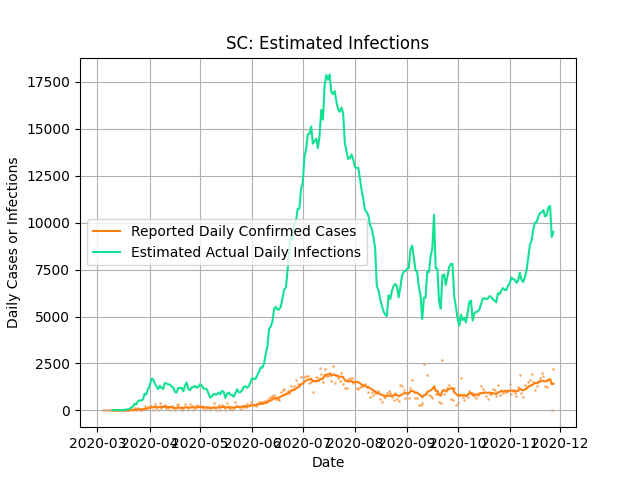 SC: Estimated Infections
Daily Cases or Infections
17500
15000
12500
10000
7500
5000
2500
0
Reported Daily Confirmed Cases
Estimated Actual Daily Infections
2020-03 2020-04 2020-05 2020-06 2020-07 2020-08 2020-09 2020-10 2020-11 2020-12
Date